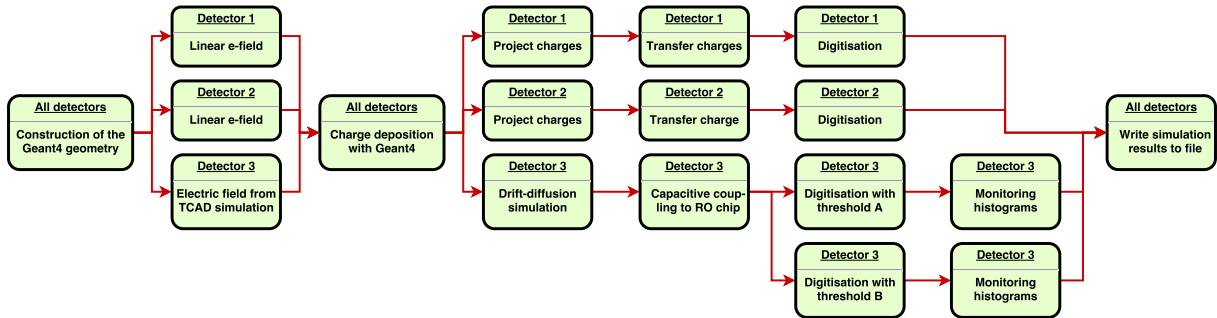 All detectors
Construction of the
Geant4 geometry
Detector 1
Linear e-field
Detector 2
Linear e-field
Detector 3
Electric field from
TCAD simulation
All detectors
Charge deposition
with Geant4
Detector 1
Project charges
Detector 1
Transfer charges
Detector 1
Digitisation
Detector 2
Project charges
Detector 2
Transfer charge
Detector 2
Digitisation
Detector 3
Drift-diffusion
simulation
Detector 3
Capacitive coup-
ling to RO chip
Detector 3
Digitisation with
threshold A
Detector 3
Monitoring
histograms
Detector 3
Digitisation with
threshold B
Detector 3
Monitoring
histograms
All detectors
Write simulation
results to file